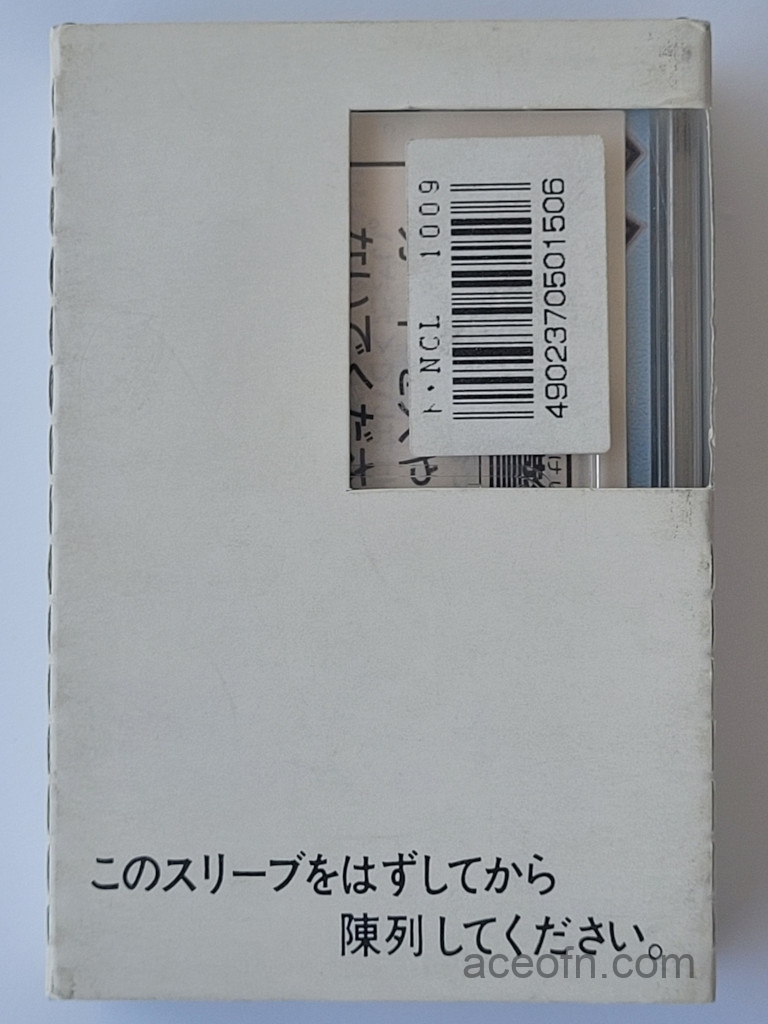 ト・NCL 1009
4902370501506
このスリーブをはずしてから
陳列してください。
aceofn.com